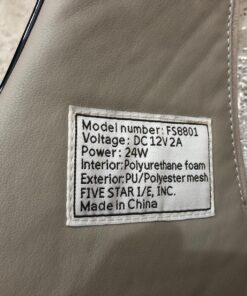 Model number: FS8801
Voltage: DC 12V 2A
Power: 24W
Interior:Polyurethane foam
Exterior:PU/Polyester mesh
FIVE STAR I/E, INC.
Made in China